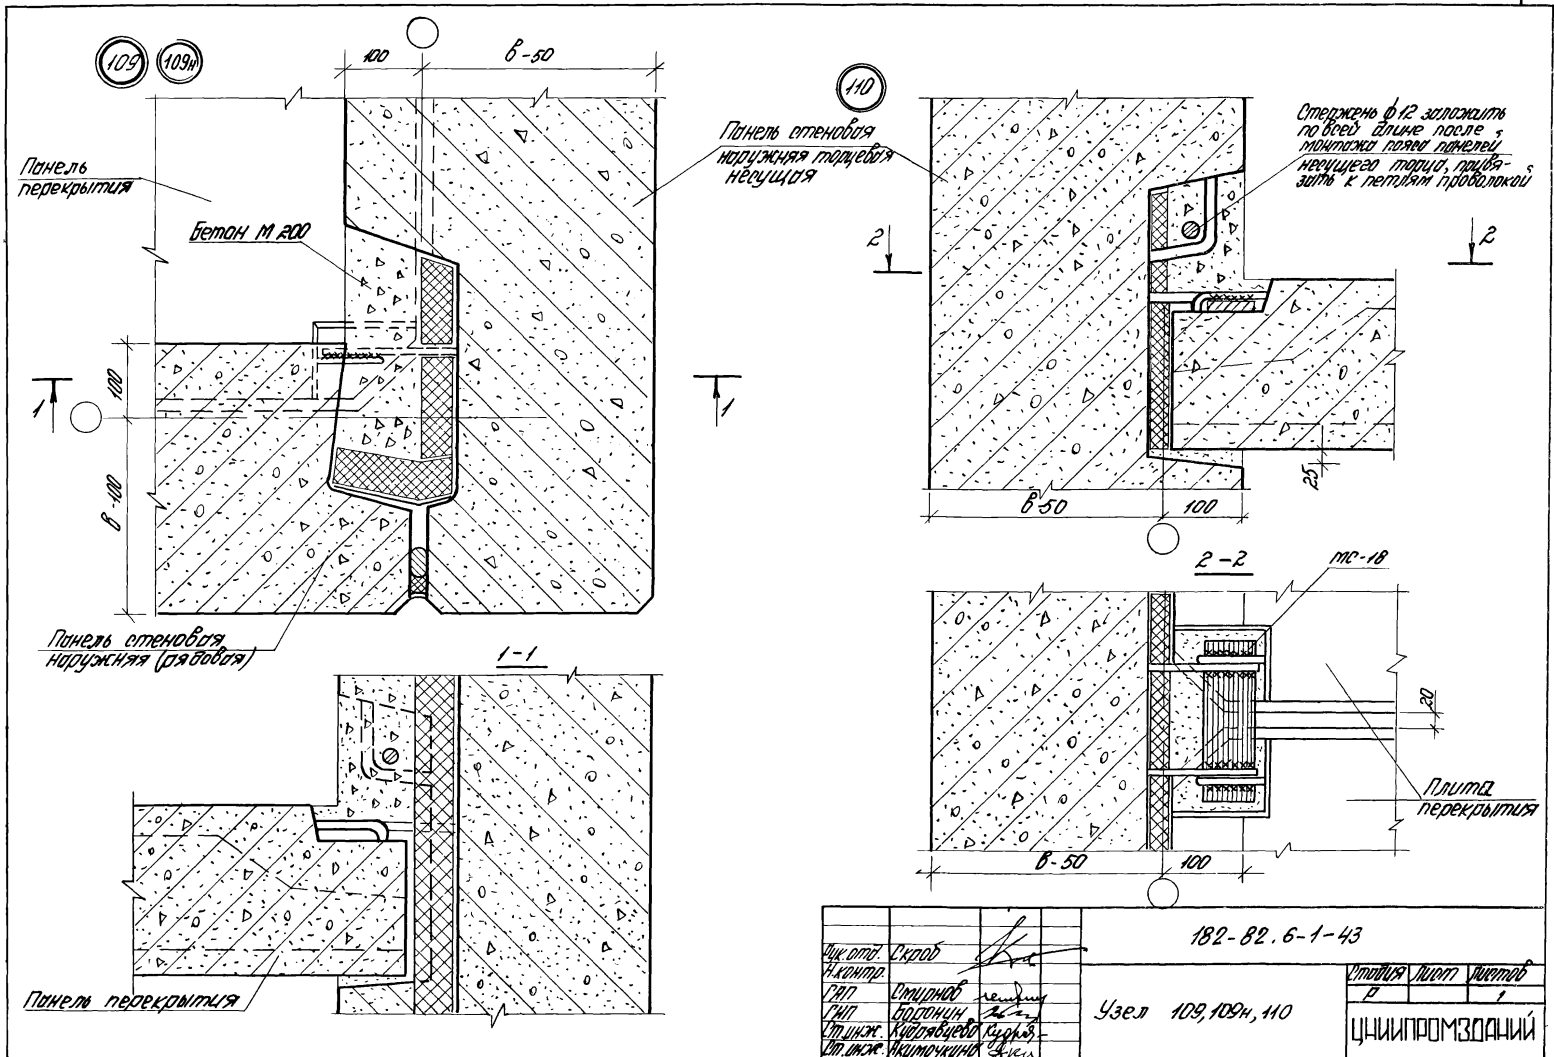 109 109н
100 в-50
Панель
перекрытия
Бетон М 200
100
в-100
1 1
Панель стеновая
наружняя (рядовая)
Панель стеновая
наружняя торцевая
несущая
110
Стержень ф12 заложить
по всей длине после
монтажа пояса панелей
несущего торца, привя-
зать к петлям проволокой
2 2
25
в-50 100
1-1
Панель перекрытия
2-2
мс-18
20
Плита
перекрытия
в-50 100
182-82.6-1-43
Рук.отд. Скроб
Н.контр.
ГАП Смирнов
ГИП Воронин
Ст.инж. Кудрявцева
Ст.инж. Акимочкина
Узел 109,109н,110
Стадия Лист Листов
Р 1
ЦНИИПРОМЗДАНИЙ